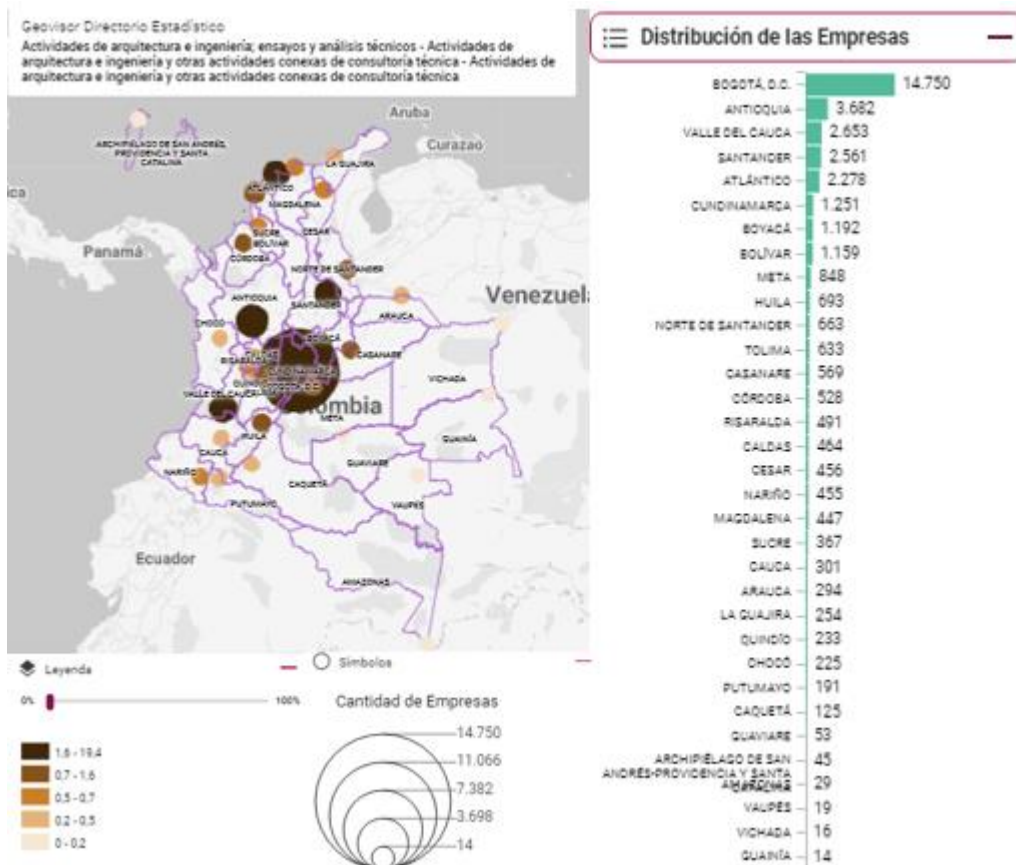 Geovisor Directorio Estadístico
Actividades de arquitectura e ingeniería; ensayos y análisis técnicos - Actividades de
arquitectura e ingeniería y otras actividades conexas de consultoría técnica - Actividades de
arquitectura e ingeniería y otras actividades conexas de consultoría técnica
Aruba
Curazao
ARCHIPIÉLAGO DE SAN ANDRÉS,
PROVIDENCIA Y SANTA
CATALINA
LA GUAJIRA
ATLÁNTICO
MAGDALENA
CESAR
SUCRE
BOLÍVAR
Panamá
CÓRDOBA
NORTE DE SANTANDER
ANTIOQUIA
SANTANDER
Venezuel
ARAUCA
CHOCÓ
BOYACÁ
CASANARE
RISARALDA
CUNDINAMARCA
VICHADA
VALLE DEL CAUCA
olombia
META
HUILA
GUAINÍA
CAUCA
GUAVIARE
NARIÑO
CAQUETÁ
VAUPÉS
PUTUMAYO
Ecuador
AMAZONAS
Leyenda
0%
100%
1,6 - 19,4
0,7 - 1,6
0,5 - 0,7
0,2 - 0,5
0 - 0,2
Símbolos
Cantidad de Empresas
14.750
11.066
7.382
3.698
14
Distribución de las Empresas
BOGOTÁ, D.C. 14.750
ANTIOQUIA 3.682
VALLE DEL CAUCA 2.653
SANTANDER 2.561
ATLÁNTICO 2.278
CUNDINAMARCA 1.251
BOYACÁ 1.192
BOLÍVAR 1.159
META 848
HUILA 693
NORTE DE SANTANDER 663
TOLIMA 633
CASANARE 569
CÓRDOBA 528
RISARALDA 491
CALDAS 464
CESAR 456
NARIÑO 455
MAGDALENA 447
SUCRE 367
CAUCA 301
ARAUCA 294
LA GUAJIRA 254
QUINDÍO 233
CHOCÓ 225
PUTUMAYO 191
CAQUETÁ 125
GUAVIARE 53
ARCHIPIÉLAGO DE SAN 45
ANDRÉS-PROVIDENCIA Y SANTA
CATALINA
AMAZONAS 29
VAUPÉS 19
VICHADA 16
GUAINÍA 14